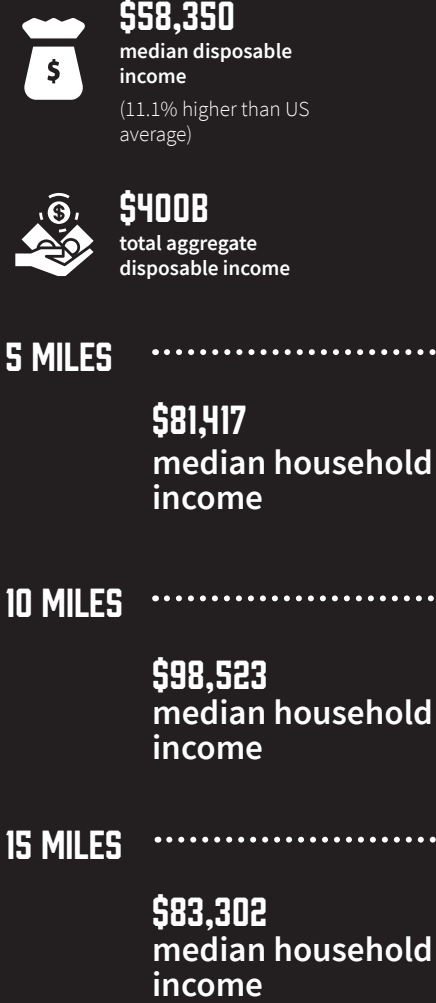 $58,350
median disposable
income
(11.1% higher than US
average)
$
$400B
total aggregate
disposable income
$
5 MILES
$81,417
median household
income
10 MILES
$98,523
median household
income
15 MILES
$83,302
median household
income